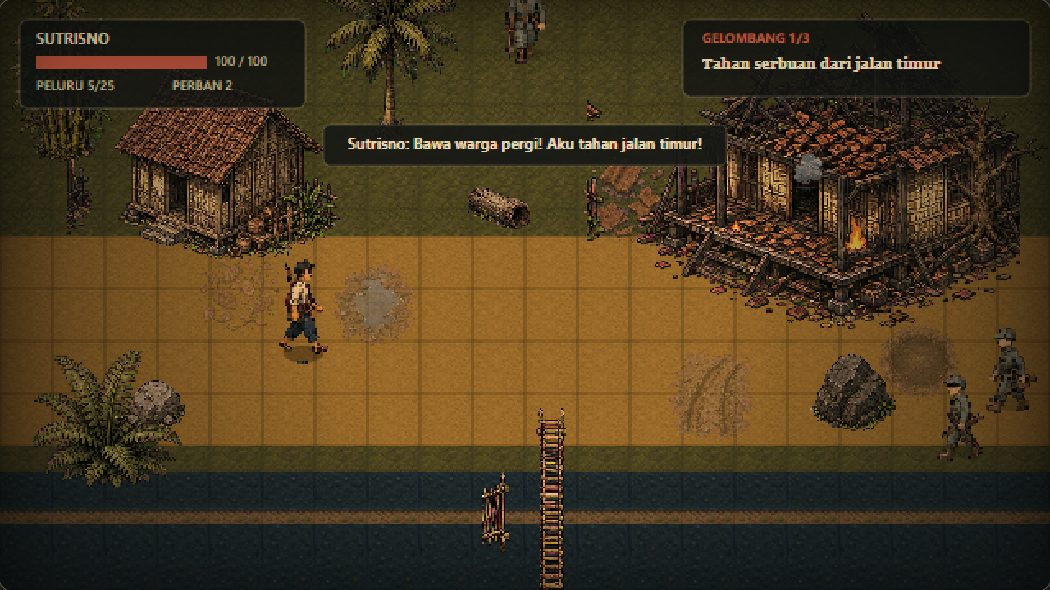 SUTRISNO
100 / 100
PELURU 5/25 PERBAN 2
GELOMBANG 1/3
Tahan serbuan dari jalan timur
Sutrisno: Bawa warga pergi! Aku tahan jalan timur!